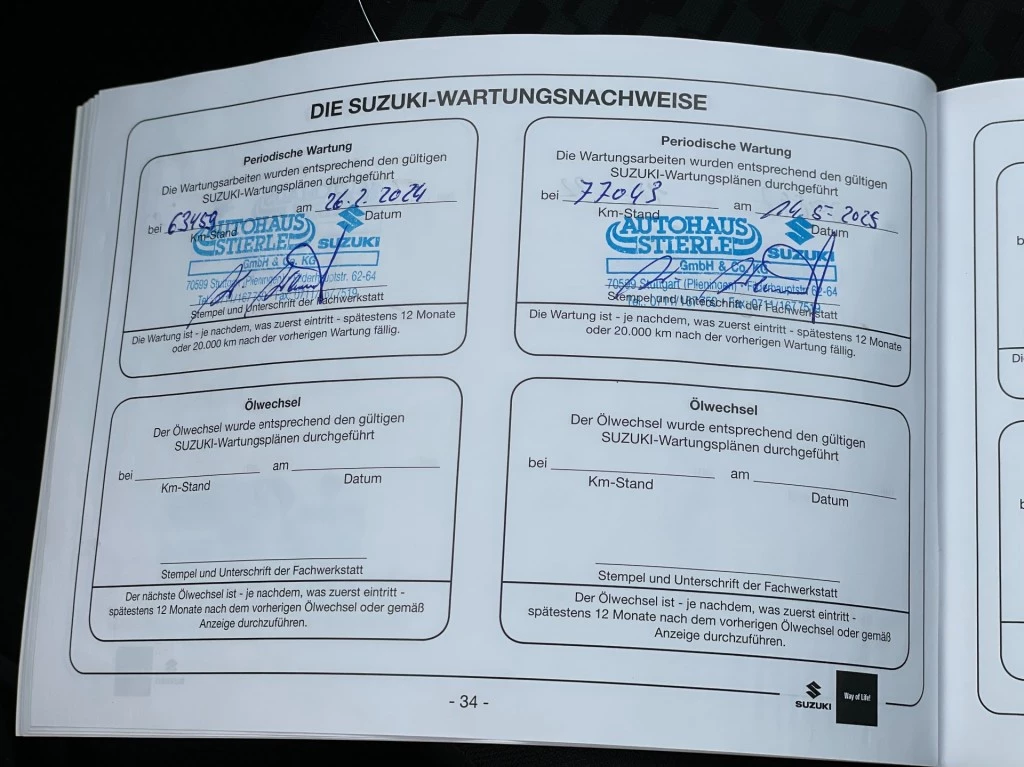 DIE SUZUKI-WARTUNGSNACHWEISE
Periodische Wartung
Die Wartungsarbeiten wurden entsprechend den gültigen
SUZUKI-Wartungsplänen durchgeführt
bei 63459 am 26.2.2024
Km-Stand Datum
AUTOHAUS
STIERLE
SUZUKI
GmbH & Co. KG
70599 Stuttgart (Plieningen) 62-64
Stempel und Unterschrift der Fachwerkstatt
Die Wartung ist - je nachdem, was zuerst eintritt - spätestens 12 Monate
oder 20.000 km nach der vorherigen Wartung fällig.
Periodische Wartung
Die Wartungsarbeiten wurden entsprechend den gültigen
SUZUKI-Wartungsplänen durchgeführt
bei 77043 am 14.5-2025
Km-Stand Datum
AUTOHAUS
STIERLE
SUZUKI
GmbH & Co. KG
70599 Stuttgart (Plieningen) 62-64
Stempel und Unterschrift der Fachwerkstatt
Die Wartung ist - je nachdem, was zuerst eintritt - spätestens 12 Monate
oder 20.000 km nach der vorherigen Wartung fällig.
Ölwechsel
Der Ölwechsel wurde entsprechend den gültigen
SUZUKI-Wartungsplänen durchgeführt
bei am
Km-Stand Datum
Stempel und Unterschrift der Fachwerkstatt
Der nächste Ölwechsel ist - je nachdem, was zuerst eintritt -
spätestens 12 Monate nach dem vorherigen Ölwechsel oder gemäß
Anzeige durchzuführen.
Ölwechsel
Der Ölwechsel wurde entsprechend den gültigen
SUZUKI-Wartungsplänen durchgeführt
bei am
Km-Stand Datum
Stempel und Unterschrift der Fachwerkstatt
Der Ölwechsel ist - je nachdem, was zuerst eintritt -
spätestens 12 Monate nach dem vorherigen Ölwechsel oder gemäß
Anzeige durchzuführen.
- 34 -
SUZUKI
Way of Life!
Di